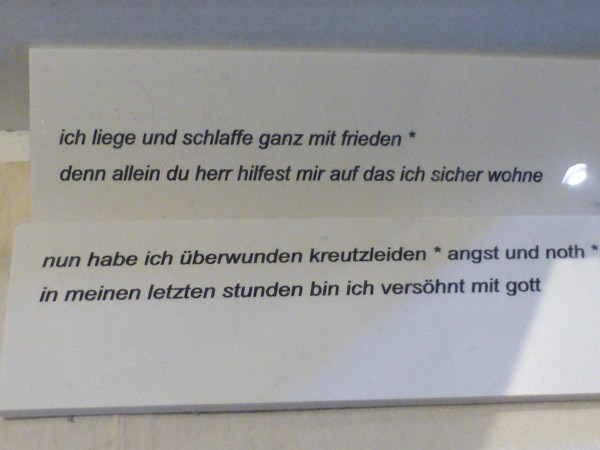 ich liege und schlaffe ganz mit frieden *
denn allein du herr hilfest mir auf das ich sicher wohne
nun habe ich überwunden kreutzleiden * angst und noth *
in meinen letzten stunden bin ich versöhnt mit gott